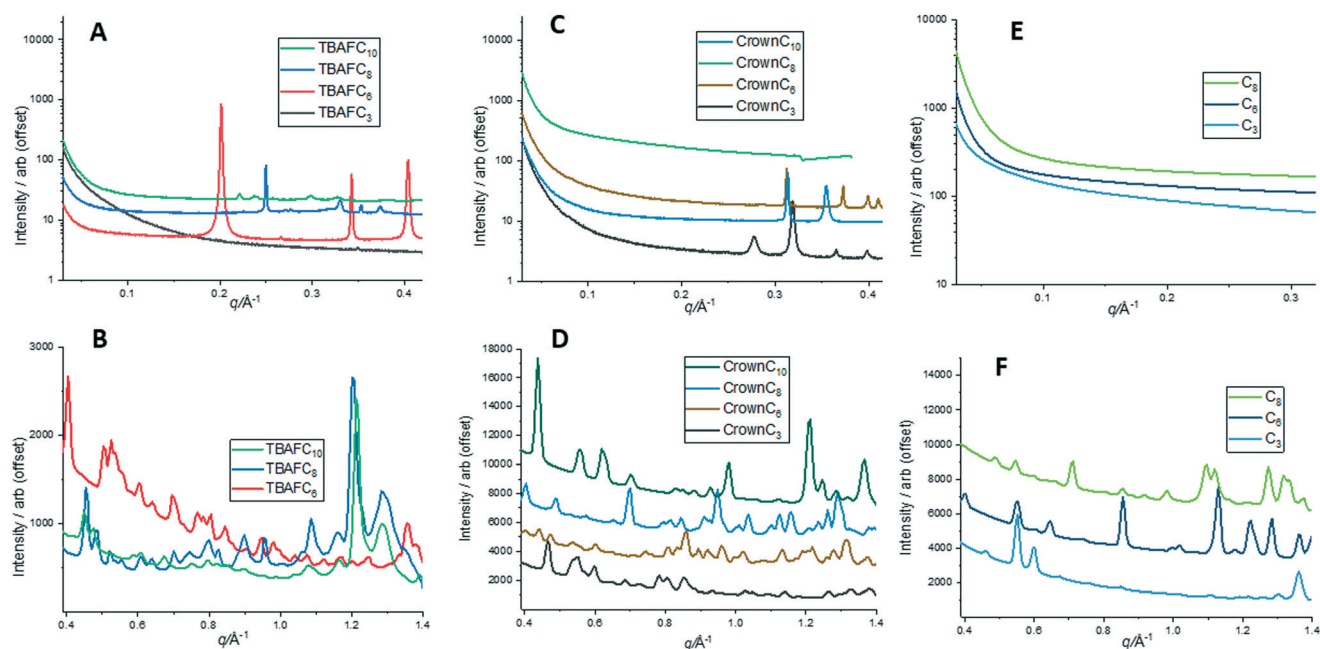 A
TBAFC10
TBAFC8
TBAFC6
TBAFC3
Intensity / arb (offset)
10000
1000
100
10
1
0.1 0.2 0.3 0.4
q/Å-1
C
CrownC10
CrownC8
CrownC6
CrownC3
Intensity / arb (offset)
10000
1000
100
10
1
0.1 0.2 0.3 0.4
q/Å-1
E
C8
C6
C3
Intensity / arb (offset)
10000
1000
100
10
0.1 0.2 0.3
q/Å-1
B
TBAFC10
TBAFC8
TBAFC6
Intensity / arb (offset)
3000
2000
1000
0.4 0.6 0.8 1.0 1.2 1.4
q/Å-1
D
CrownC10
CrownC8
CrownC6
CrownC3
Intensity / arb (offset)
18000
16000
14000
12000
10000
8000
6000
4000
2000
0.4 0.6 0.8 1.0 1.2 1.4
q/Å-1
F
C8
C6
C3
Intensity / arb (offset)
14000
12000
10000
8000
6000
4000
2000
0.4 0.6 0.8 1.0 1.2 1.4
q/Å-1